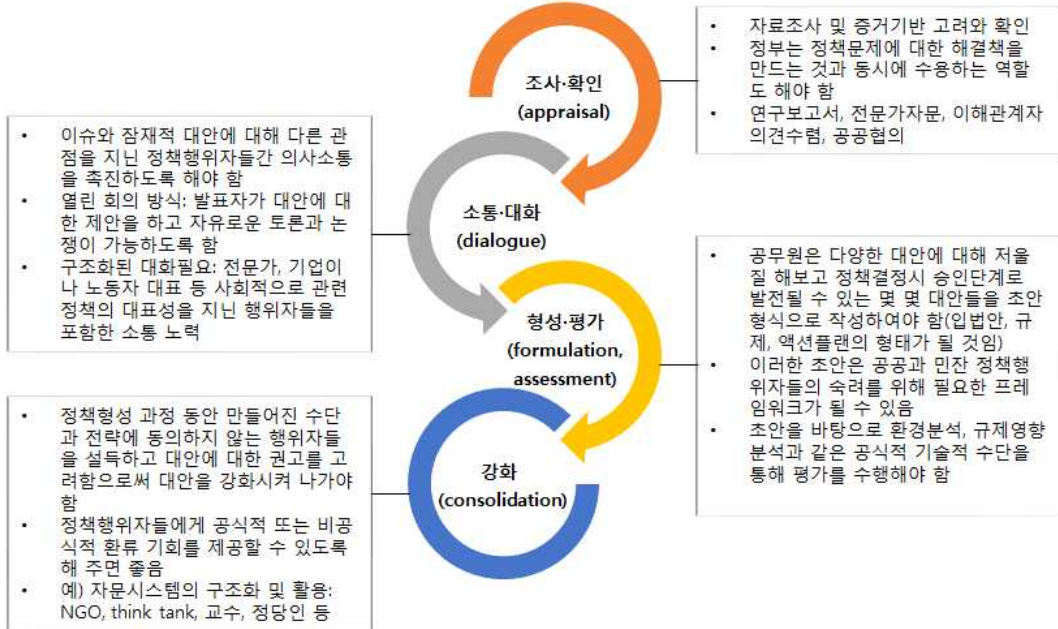 조사·확인
(appraisal)
• 자료조사 및 증거기반 고려와 확인
• 정부는 정책문제에 대한 해결책을
만드는 것과 동시에 수용하는 역할
도 해야 함
• 연구보고서, 전문가자문, 이해관계자
의견수렴, 공공협의
소통·대화
(dialogue)
• 이슈와 잠재적 대안에 대해 다른 관
점을 지닌 정책행위자들간 의사소통
을 촉진하도록 해야 함
• 열린 회의 방식: 발표자가 대안에 대
한 제안을 하고 자유로운 토론과 논
쟁이 가능하도록 함
• 구조화된 대화필요: 전문가, 기업이
나 노동자 대표 등 사회적으로 관련
정책의 대표성을 지닌 행위자들을
포함한 소통 노력
형성·평가
(formulation,
assessment)
• 공무원은 다양한 대안에 대해 저울
질 해보고 정책결정시 승인단계로
발전될 수 있는 몇 몇 대안들을 초안
형식으로 작성하여야 함(입법안, 규
제, 액션플랜의 형태가 될 것임)
• 이러한 초안은 공공과 민잔 정책행
위자들의 숙려를 위해 필요한 프레
임워크가 될 수 있음
• 초안을 바탕으로 환경분석, 규제영향
분석과 같은 공식적 기술적 수단을
통해 평가를 수행해야 함
강화
(consolidation)
• 정책형성 과정 동안 만들어진 수단
과 전략에 동의하지 않는 행위자들
을 설득하고 대안에 대한 권고를 고
려함으로써 대안을 강화시켜 나가야
함
• 정책행위자들에게 공식적 또는 비공
식적 환류 기회를 제공할 수 있도록
해 주면 좋음
• 예) 자문시스템의 구조화 및 활용:
NGO, think tank, 교수, 정당인 등